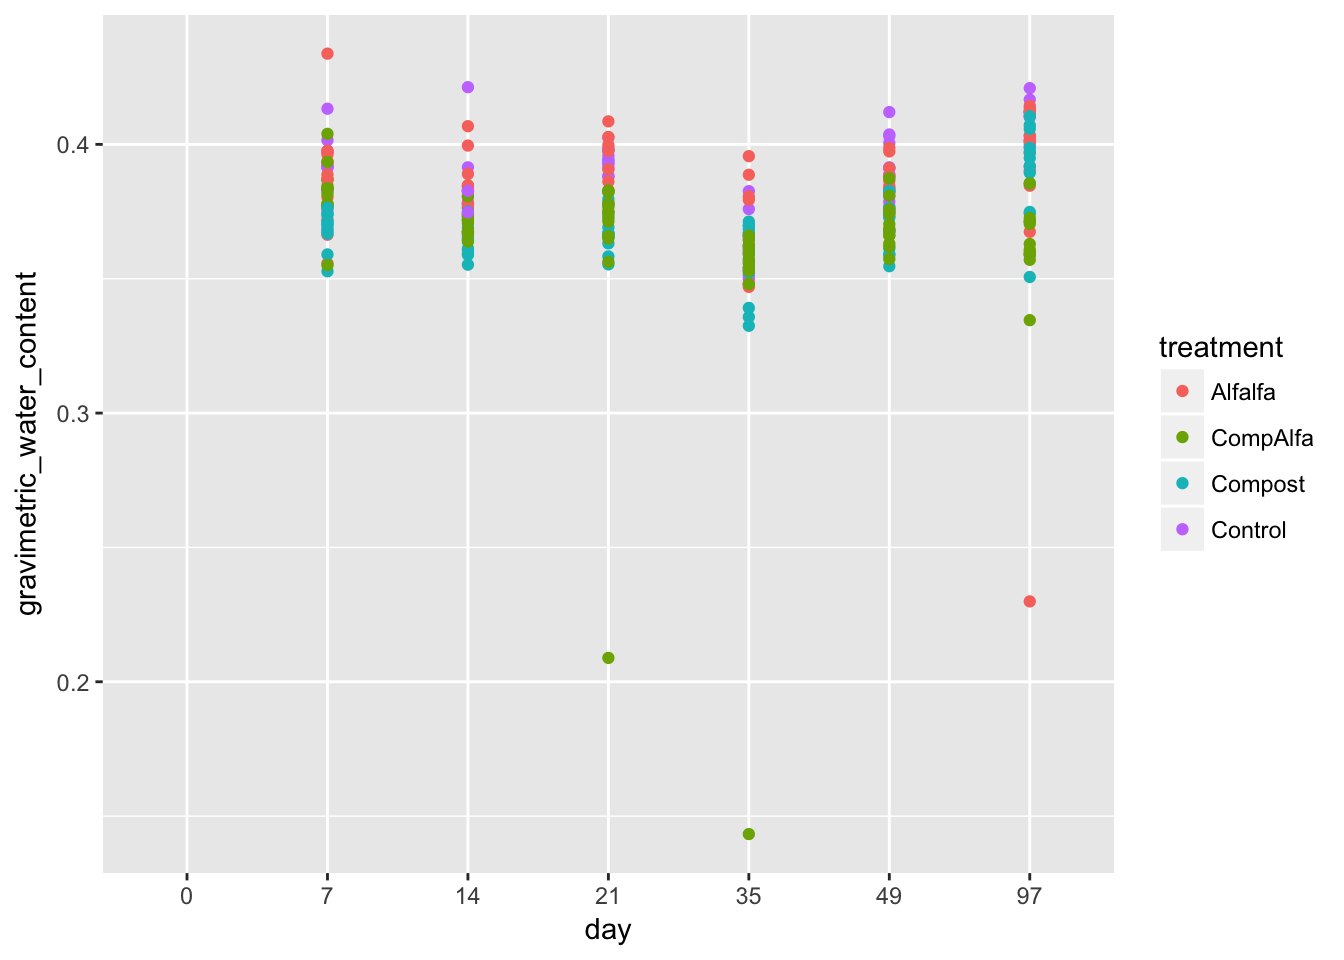 gravimetric_water_content
0.4
0.3
0.2
0 7 14 21 35 49 97
day
treatment
Alfalfa
CompAlfa
Compost
Control